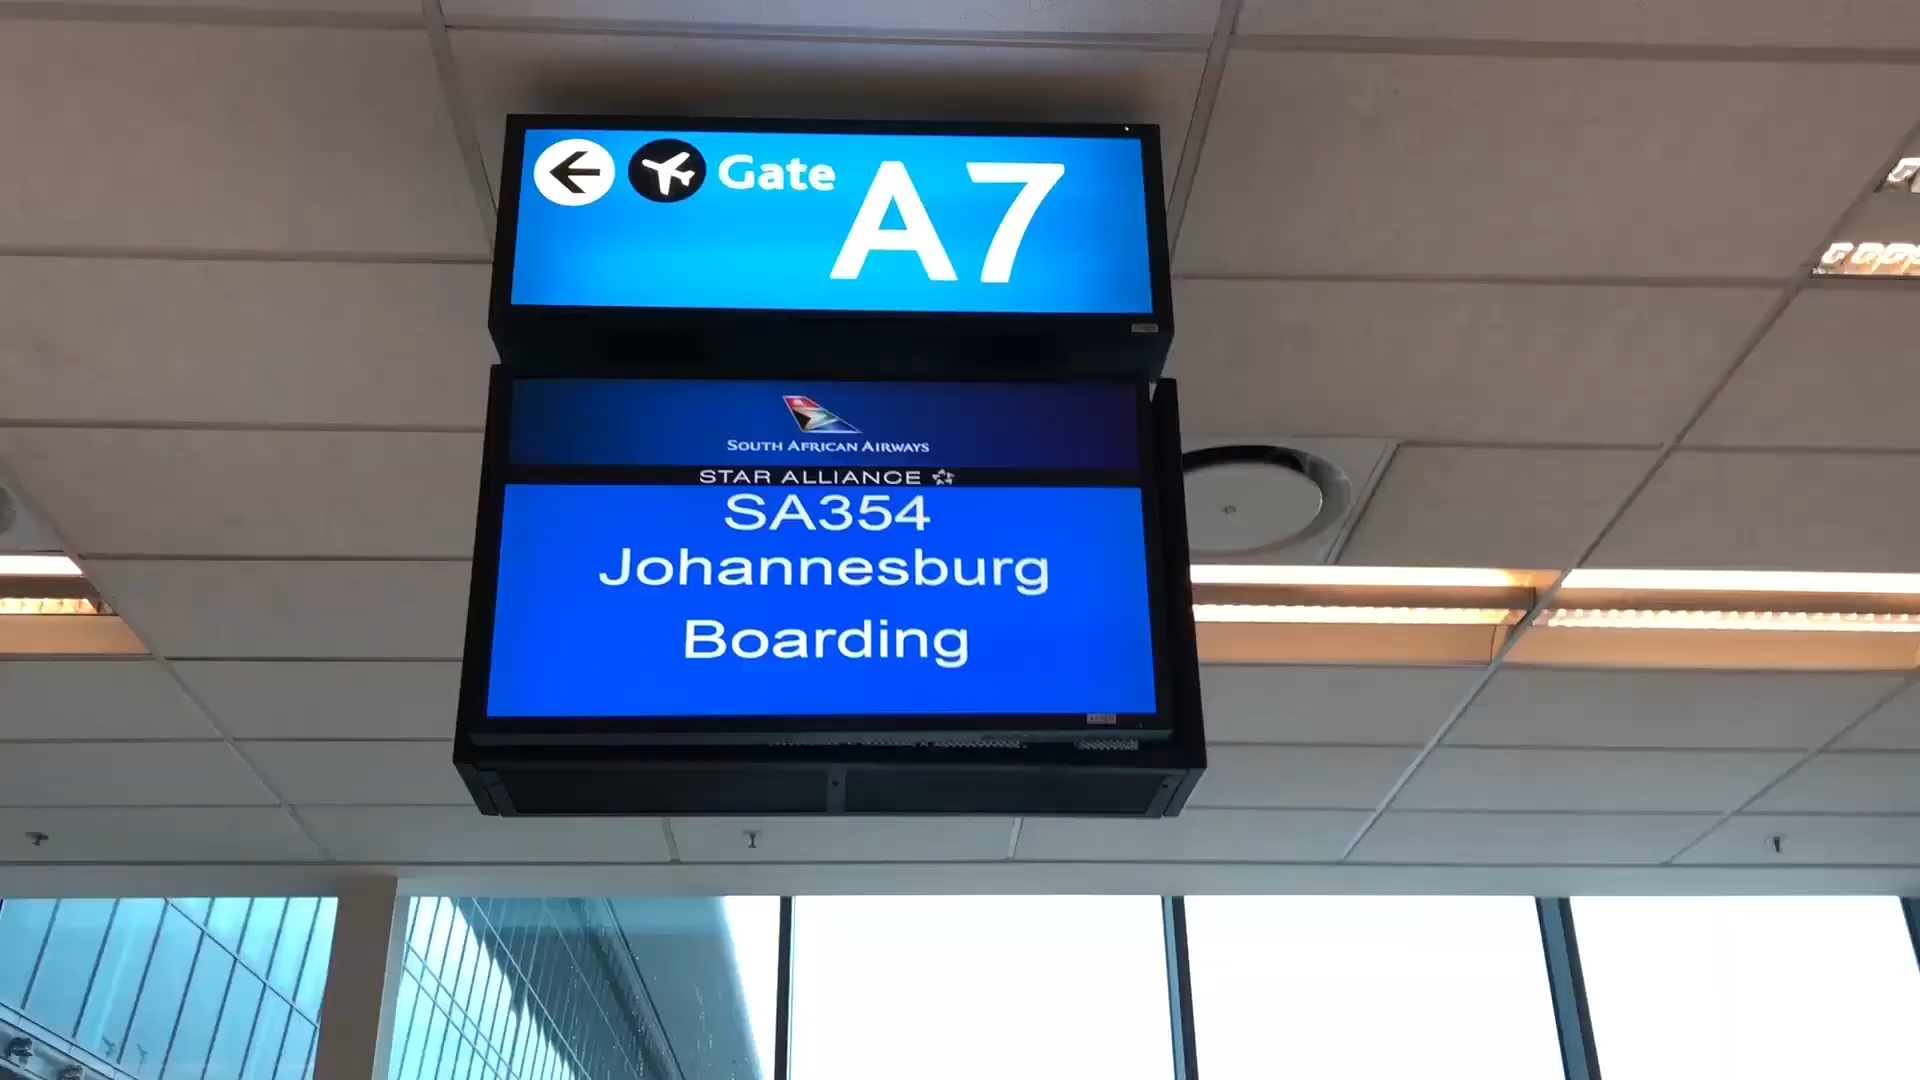 Gate A7
SOUTH AFRICAN AIRWAYS
STAR ALLIANCE
SA354
Johannesburg
Boarding